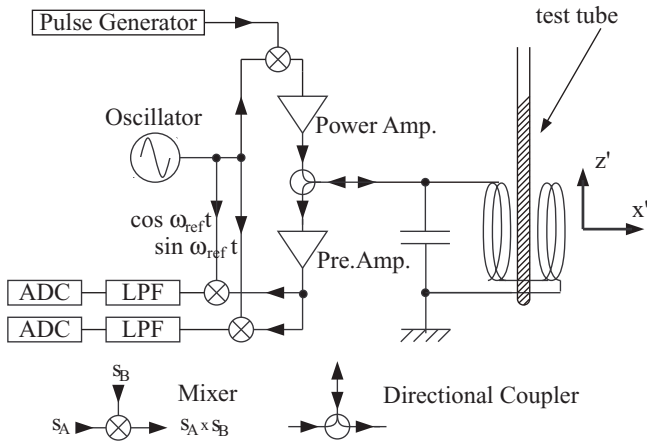 test tube
Pulse Generator
Power Amp.
Oscillator
z'
x'
cos ω_ref t
sin ω_ref t
Pre.Amp.
ADC LPF
ADC LPF
S_B
Mixer
Directional Coupler
S_A
S_A x S_B